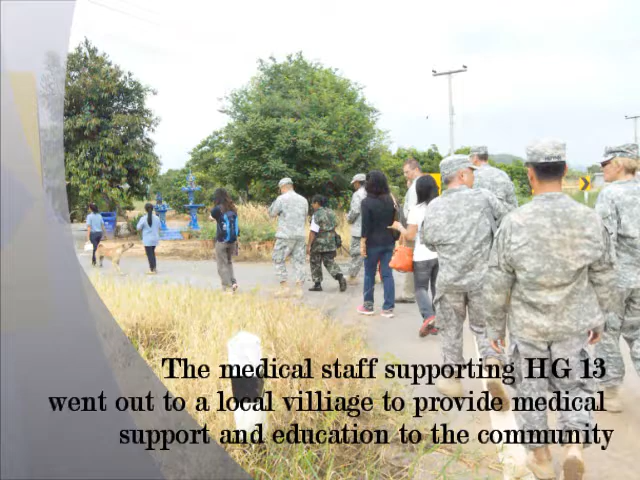 The medical staff supporting HG 13
went out to a local villiage to provide medical
support and education to the community